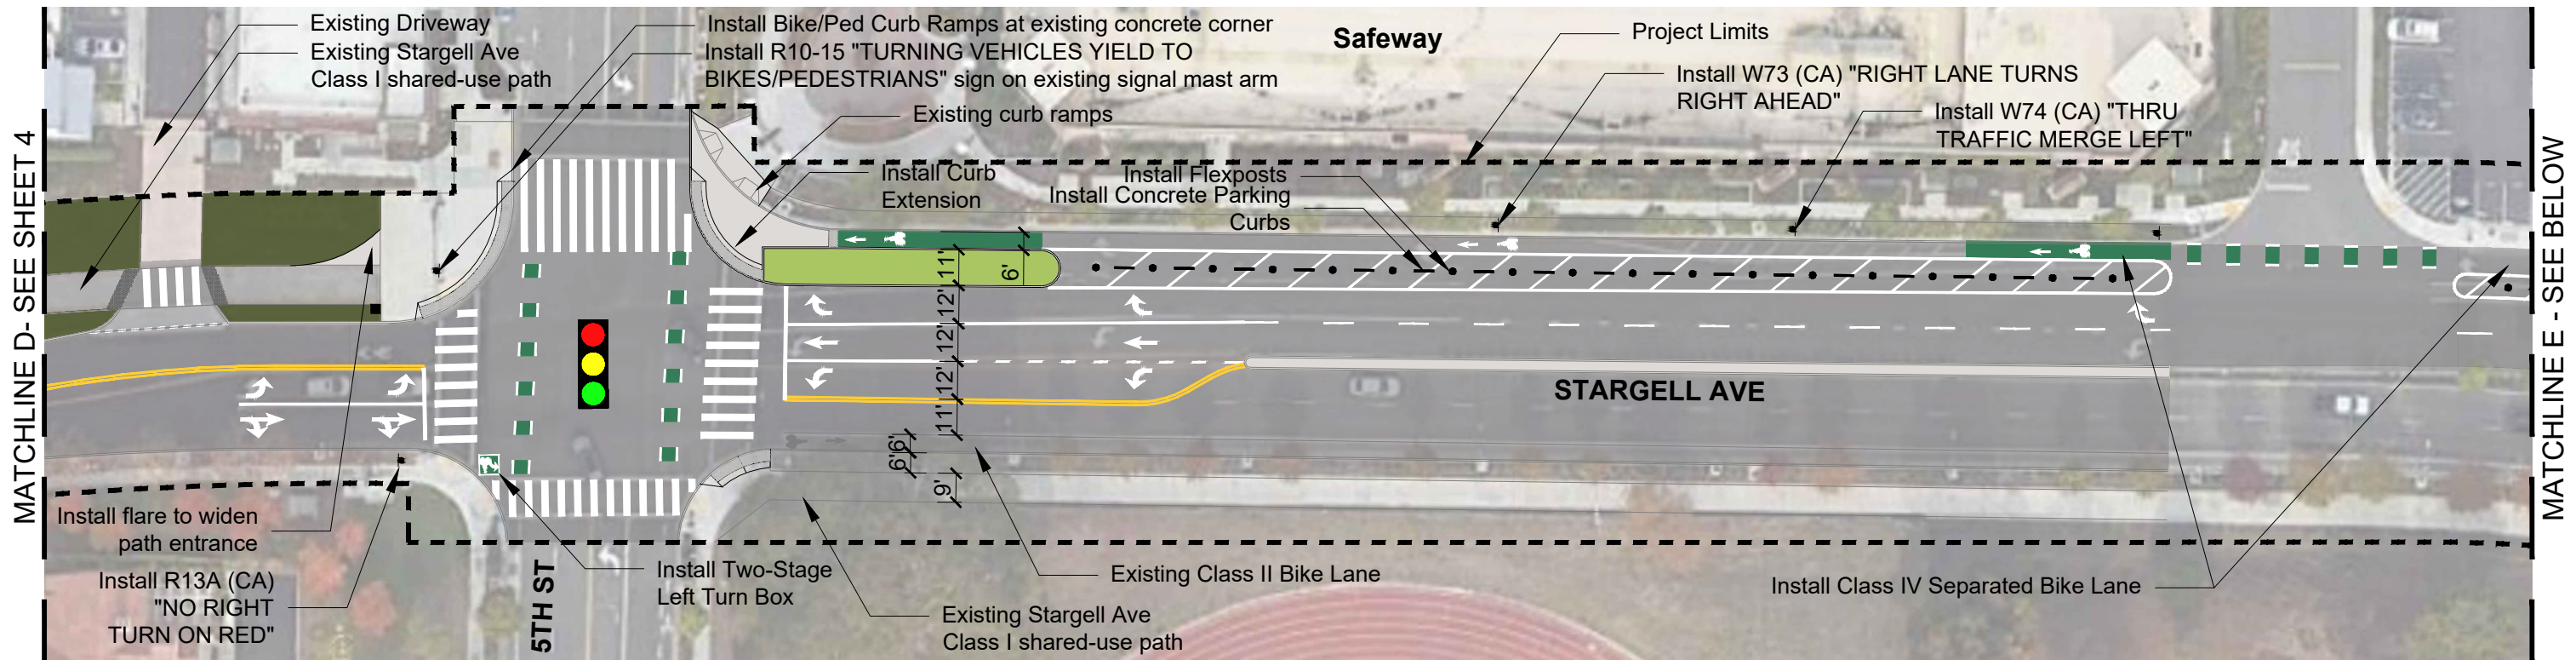 Existing Driveway
Existing Stargell Ave
Class I shared-use path
Install Bike/Ped Curb Ramps at existing concrete corner
Install R10-15 "TURNING VEHICLES YIELD TO
BIKES/PEDESTRIANS" sign on existing signal mast arm
Existing curb ramps
Install Curb
Extension
Safeway
Project Limits
Install W73 (CA) "RIGHT LANE TURNS
RIGHT AHEAD"
Install W74 (CA) "THRU
TRAFFIC MERGE LEFT"
Install Flexposts
Install Concrete Parking
Curbs
MATCHLINE D- SEE SHEET 4
MATCHLINE E - SEE BELOW
11'
6'
12'
12'
12'
11'
6'
6'
9'
STARGELL AVE
Install flare to widen
path entrance
Install R13A (CA)
"NO RIGHT
TURN ON RED"
5TH ST
Install Two-Stage
Left Turn Box
Existing Class II Bike Lane
Existing Stargell Ave
Class I shared-use path
Install Class IV Separated Bike Lane